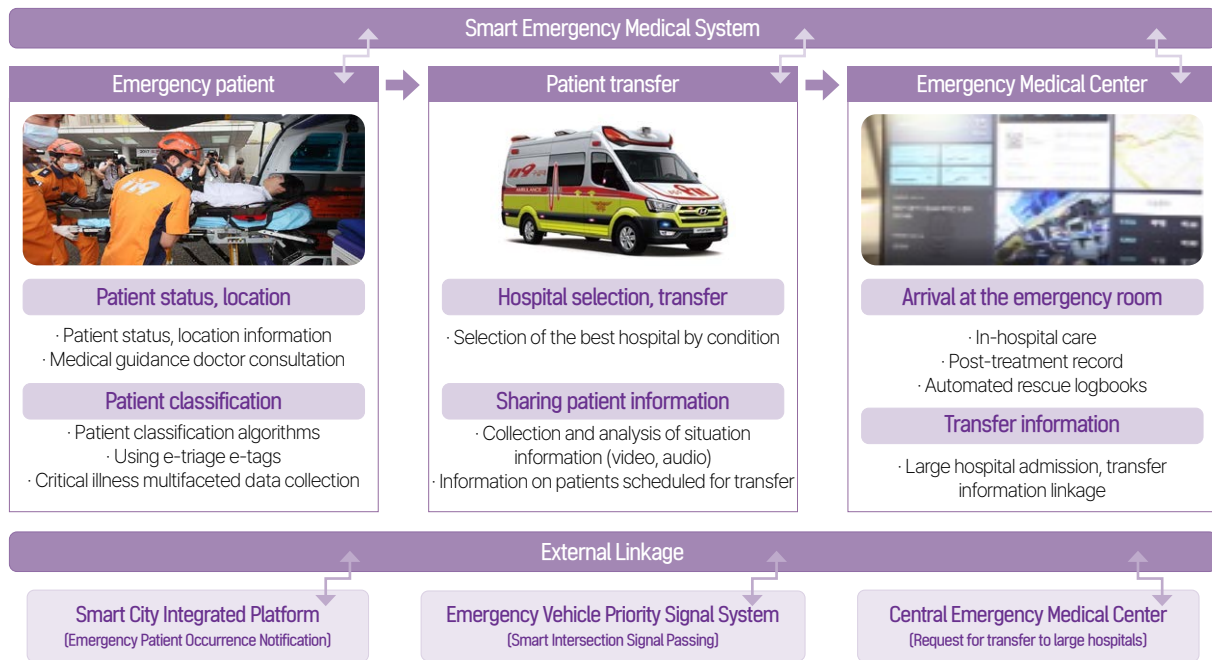 Smart Emergency Medical System
Emergency patient
119
Patient status, location
· Patient status, location information
· Medical guidance doctor consultation
Patient classification
· Patient classification algorithms
· Using e-triage e-tags
· Critical illness multifaceted data collection
Patient transfer
119
AMBULANCE
Hospital selection, transfer
· Selection of the best hospital by condition
Sharing patient information
· Collection and analysis of situation
information (video, audio)
· Information on patients scheduled for transfer
Emergency Medical Center
Arrival at the emergency room
· In-hospital care
· Post-treatment record
· Automated rescue logbooks
Transfer information
· Large hospital admission, transfer
information linkage
External Linkage
Smart City Integrated Platform
(Emergency Patient Occurrence Notification)
Emergency Vehicle Priority Signal System
(Smart Intersection Signal Passing)
Central Emergency Medical Center
(Request for transfer to large hospitals)